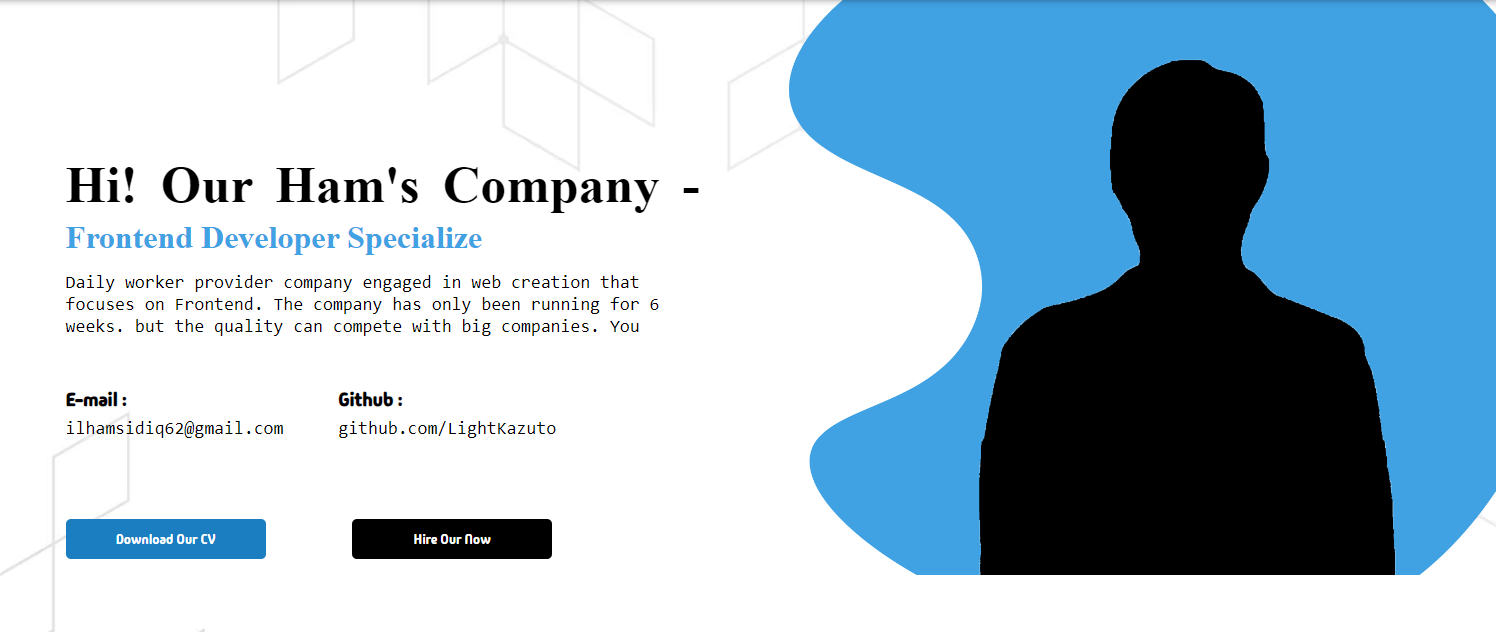 Hi! Our Ham's Company -
Frontend Developer Specialize
Daily worker provider company engaged in web creation that
focuses on Frontend. The company has only been running for 6
weeks. but the quality can compete with big companies. You
E-mail :
ilhamsidiq62@gmail.com
Github :
github.com/LightKazuto
Download Our CV
Hire Our Now